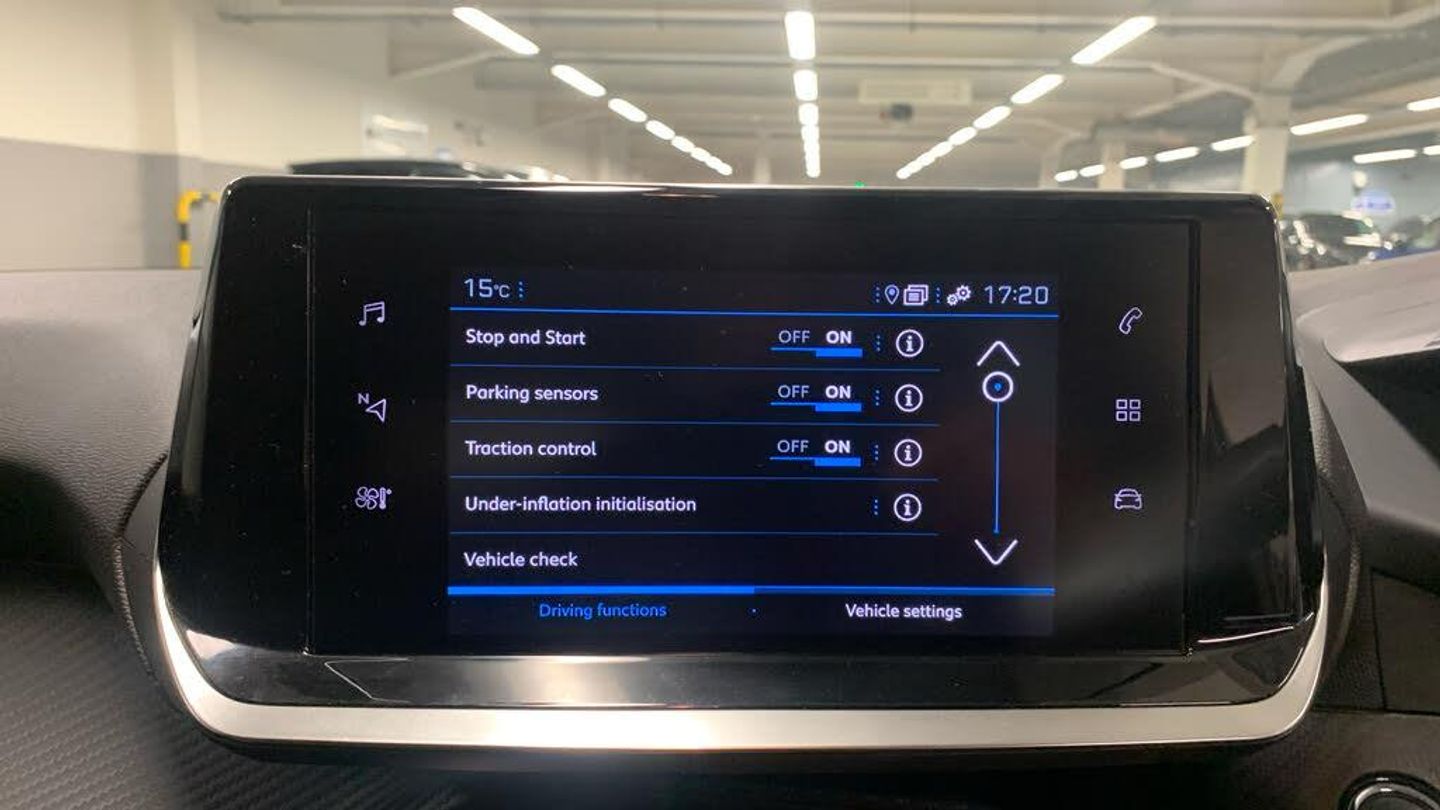 15°C
17:20
Stop and Start OFF ON
Parking sensors OFF ON
Traction control OFF ON
Under-inflation initialisation
Vehicle check
Driving functions
Vehicle settings
N